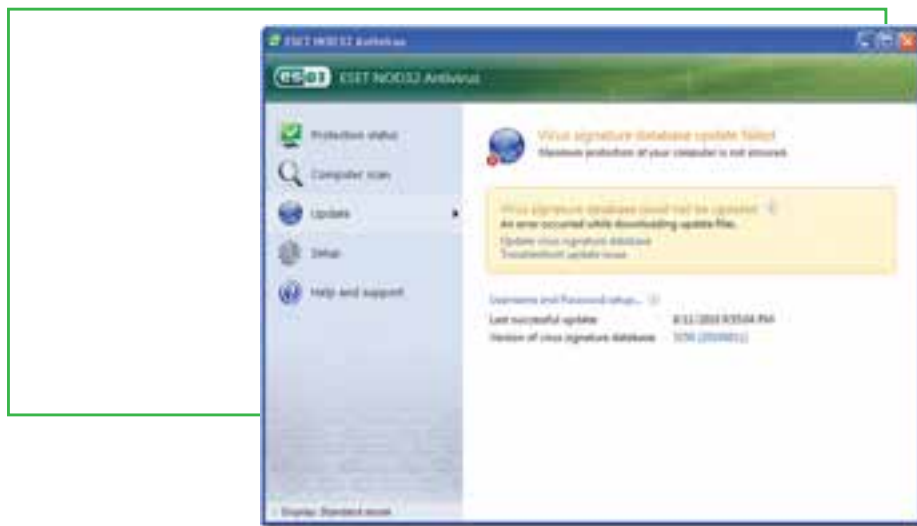 ESET NOD32 Antivirus
eset ESET NOD32 Antivirus
Protection status
Computer scan
Update
Setup
Help and support
Virus signature database update failed
Maximum protection of your computer is not ensured.
Virus signature database could not be updated
An error occurred while downloading update files.
Update virus signature database
Troubleshoot update issue
Username and Password setup...
Last successful update:
Version of virus signature database:
Display: Standard mode